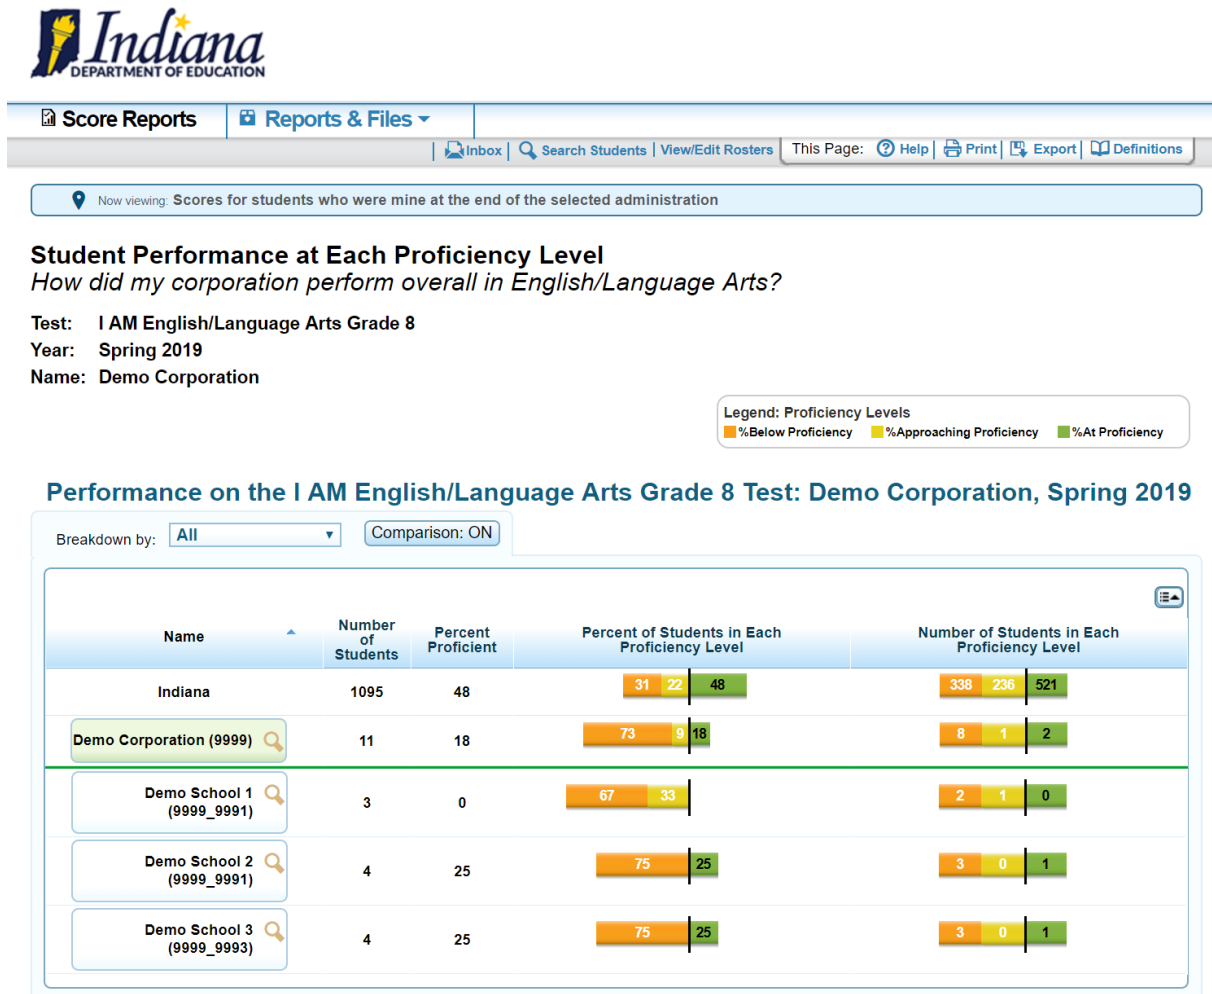 Indiana
DEPARTMENT OF EDUCATION
Score Reports
Reports & Files
Inbox | Search Students | View/Edit Rosters
This Page: Help | Print | Export | Definitions
Now viewing: Scores for students who were mine at the end of the selected administration
Student Performance at Each Proficiency Level
How did my corporation perform overall in English/Language Arts?
Test: I AM English/Language Arts Grade 8
Year: Spring 2019
Name: Demo Corporation
Legend: Proficiency Levels
%Below Proficiency %Approaching Proficiency %At Proficiency
Performance on the I AM English/Language Arts Grade 8 Test: Demo Corporation, Spring 2019
Breakdown by: All Comparison: ON
Name
Number
of
Students
Percent
Proficient
Percent of Students in Each
Proficiency Level
Number of Students in Each
Proficiency Level
Indiana 1095 48 31 22 48 338 236 521
Demo Corporation (9999) 11 18 73 9 18 8 1 2
Demo School 1
(9999_9991)
3 0 67 33 2 1 0
Demo School 2
(9999_9991)
4 25 75 25 3 0 1
Demo School 3
(9999_9993)
4 25 75 25 3 0 1